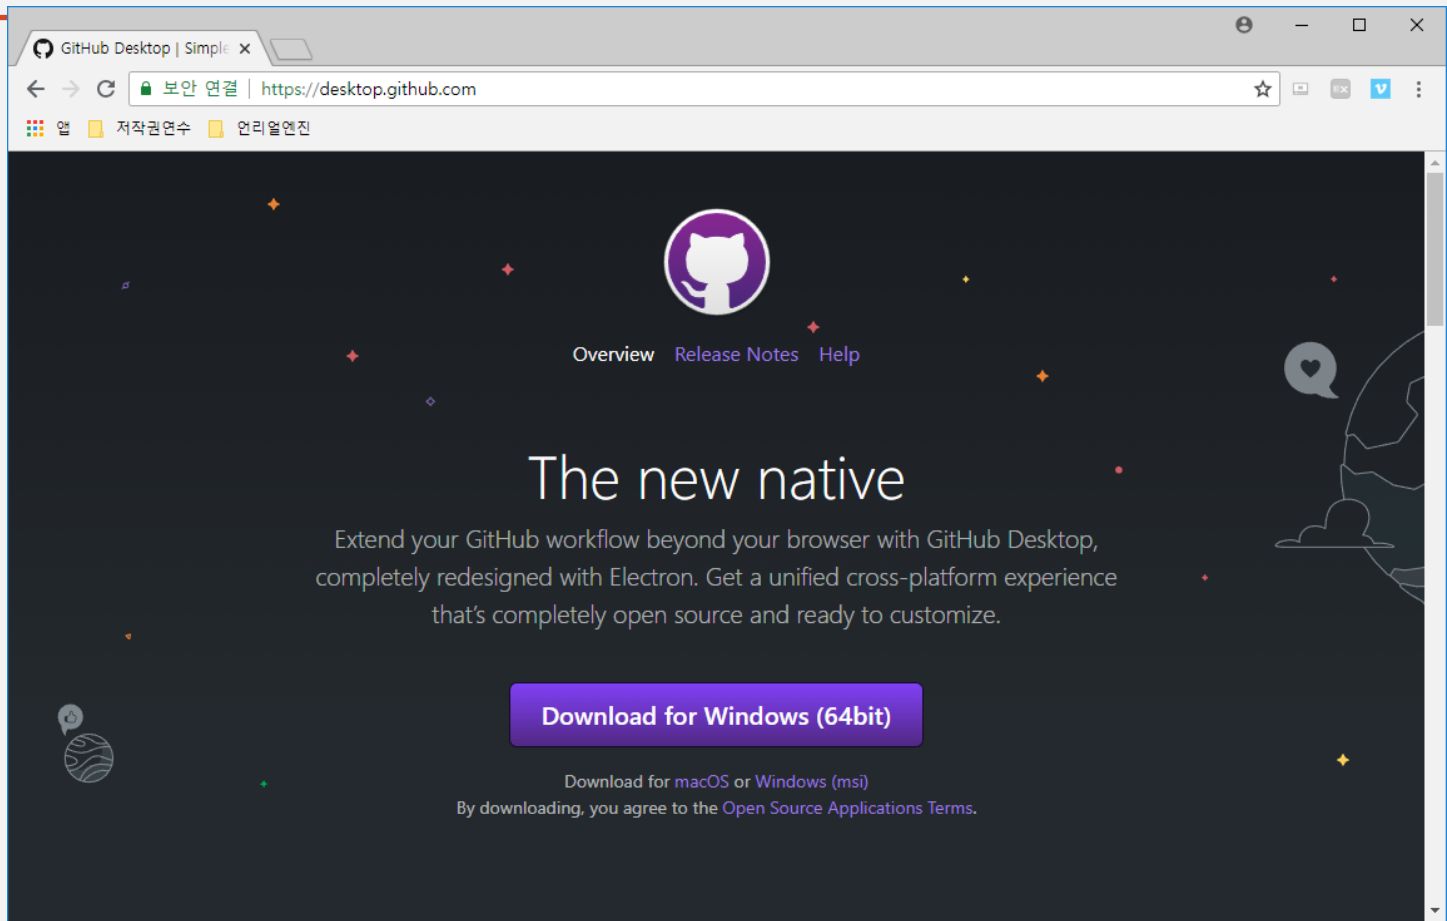 GitHub Desktop | Simple
보안 연결 | https://desktop.github.com
앱 저작권연수 언리얼엔진
Overview Release Notes Help
The new native
Extend your GitHub workflow beyond your browser with GitHub Desktop,
completely redesigned with Electron. Get a unified cross-platform experience
that's completely open source and ready to customize.
Download for Windows (64bit)
Download for macOS or Windows (msi)
By downloading, you agree to the Open Source Applications Terms.